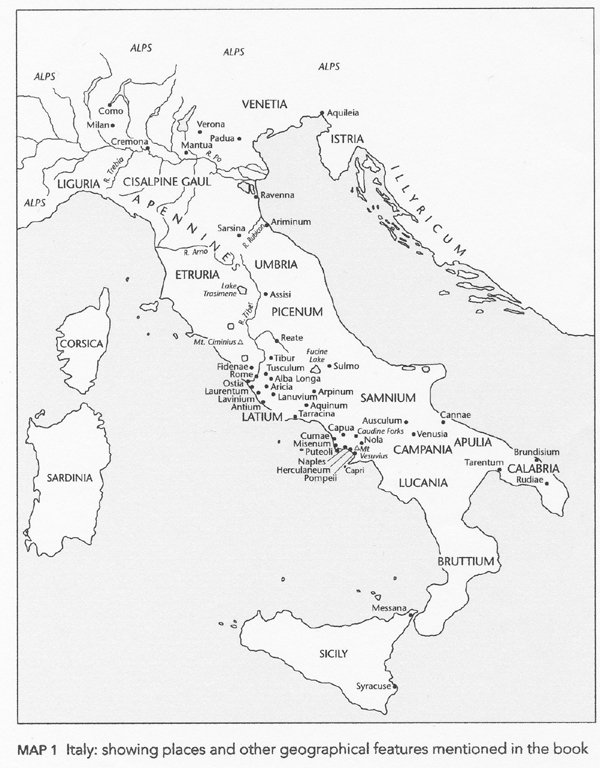 ALPS
ALPS
ALPS
ALPS
VENETIA
Como
Aquileia
Milan
Verona
Padua
ISTRIA
Cremona
Mantua
R. Po
R. Trebia
LIGURIA
CISALPINE GAUL
ILLYRICUM
ALPS
APENNINES
Ravenna
Sarsina
Ariminum
R. Rubicon
R. Arno
UMBRIA
ETRURIA
Lake
Trasimene
Assisi
R. Tiber
PICENUM
CORSICA
Mt. Ciminius
Reate
Tibur
Fucine
Lake
Sulmo
Fidenae
Tusculum
Rome
Alba Longa
Ostia
Aricia
Laurentum
Lanuvium
Arpinum
SAMNIUM
Lavinium
Aquinum
Antium
LATIUM
Tarracina
Cannae
Ausculum
Capua
Caudine Forks
Venusia
APULIA
Cumae
Nola
Misenum
Mt
Vesuvius
CAMPANIA
Puteoli
Brundisium
Naples
Tarentum
CALABRIA
Herculaneum
Capri
Pompeii
Rudiae
SARDINIA
LUCANIA
BRUTTIUM
Messana
SICILY
Syracuse
MAP 1 Italy: showing places and other geographical features mentioned in the book